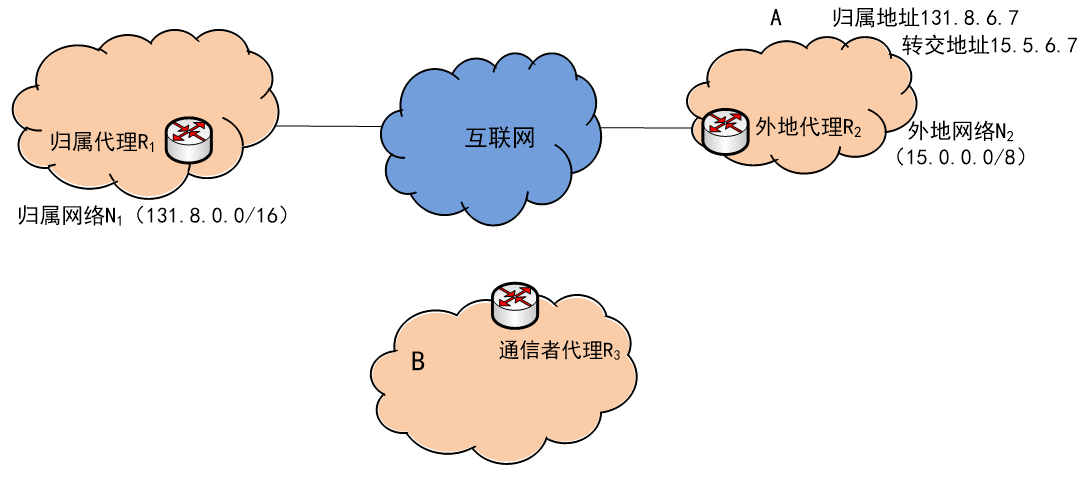 A 归属地址131.8.6.7
转交地址15.5.6.7
归属代理R₁
互联网
外地代理R₂
外地网络N₂
(15.0.0.0/8)
归属网络N₁（131.8.0.0/16）
B
通信者代理R₃